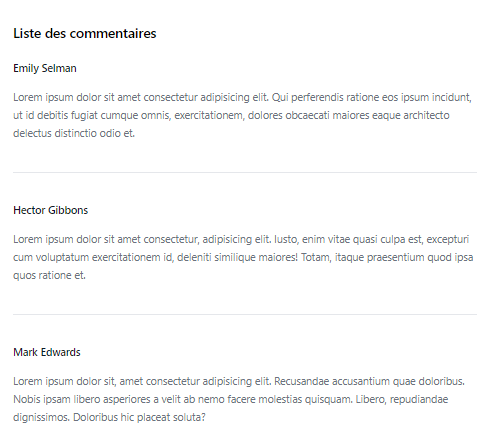 Liste des commentaires
Emily Selman
Lorem ipsum dolor sit amet consectetur adipisicing elit. Qui perferendis ratione eos ipsum incidunt,
ut id debitis fugiat cumque omnis, exercitationem, dolores obcaecati maiores eaque architecto
delectus distinctio odio et.
Hector Gibbons
Lorem ipsum dolor sit amet consectetur, adipisicing elit. Iusto, enim vitae quasi culpa est, excepturi
cum voluptatum exercitationem id, deleniti similique maiores! Totam, itaque praesentium quod ipsa
quos ratione et.
Mark Edwards
Lorem ipsum dolor sit, amet consectetur adipisicing elit. Recusandae accusantium quae doloribus.
Nobis ipsam libero asperiores a velit ab nemo facere molestias quisquam. Libero, repudiandae
dignissimos. Doloribus hic placeat soluta?